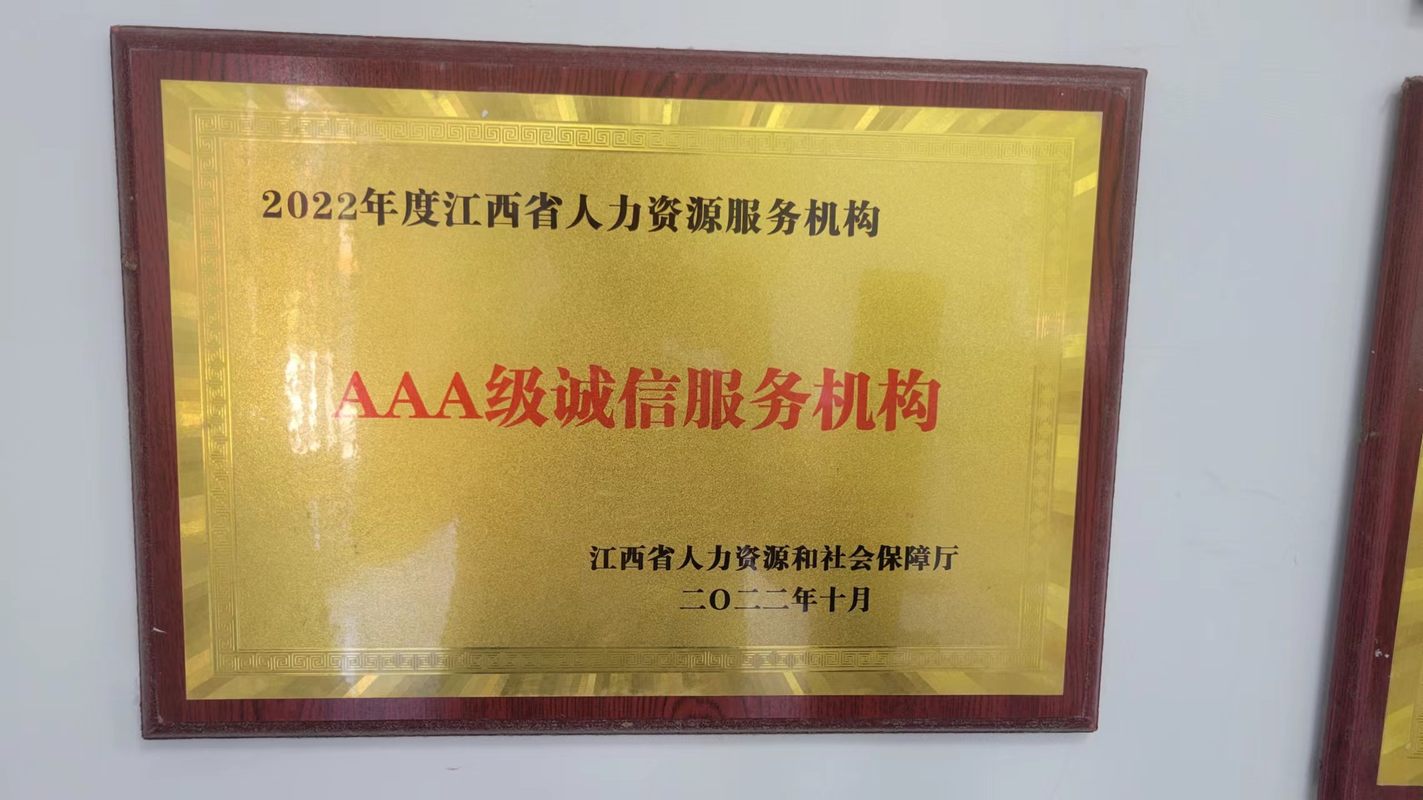 2022年度江西省人力资源服务机构
AAA级诚信服务机构
江西省人力资源和社会保障厅
二〇二二年十月